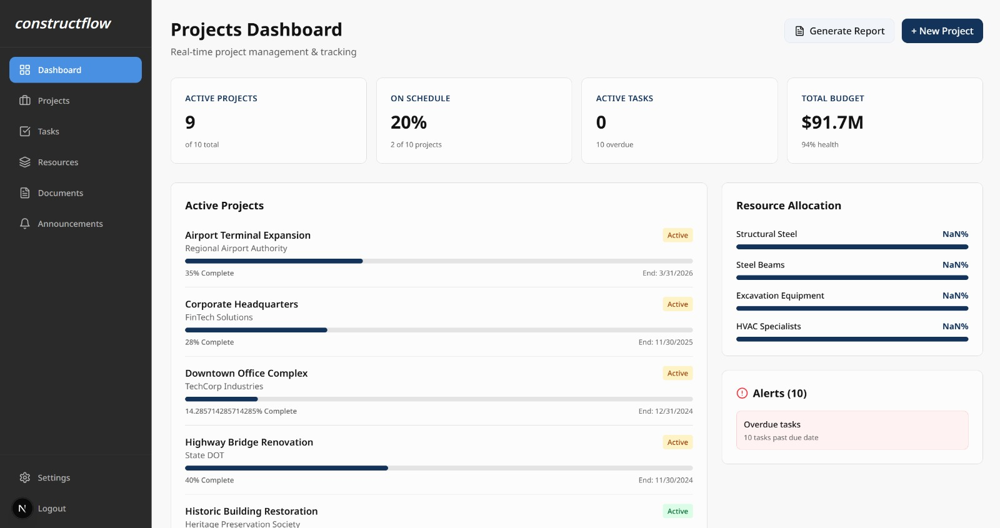 constructflow
Dashboard
Projects
Tasks
Resources
Documents
Announcements
Settings
N
Logout
Projects Dashboard
Real-time project management & tracking
Generate Report
+ New Project
ACTIVE PROJECTS
9
of 10 total
ON SCHEDULE
20%
2 of 10 projects
ACTIVE TASKS
0
10 overdue
TOTAL BUDGET
$91.7M
94% health
Active Projects
Airport Terminal Expansion
Active
Regional Airport Authority
35% Complete
End: 3/31/2026
Corporate Headquarters
Active
FinTech Solutions
28% Complete
End: 11/30/2025
Downtown Office Complex
Active
TechCorp Industries
14.285714285714285% Complete
End: 12/31/2024
Highway Bridge Renovation
Active
State DOT
40% Complete
End: 11/30/2024
Historic Building Restoration
Active
Heritage Preservation Society
Resource Allocation
Structural Steel
NaN%
Steel Beams
NaN%
Excavation Equipment
NaN%
HVAC Specialists
NaN%
Alerts (10)
Overdue tasks
10 tasks past due date